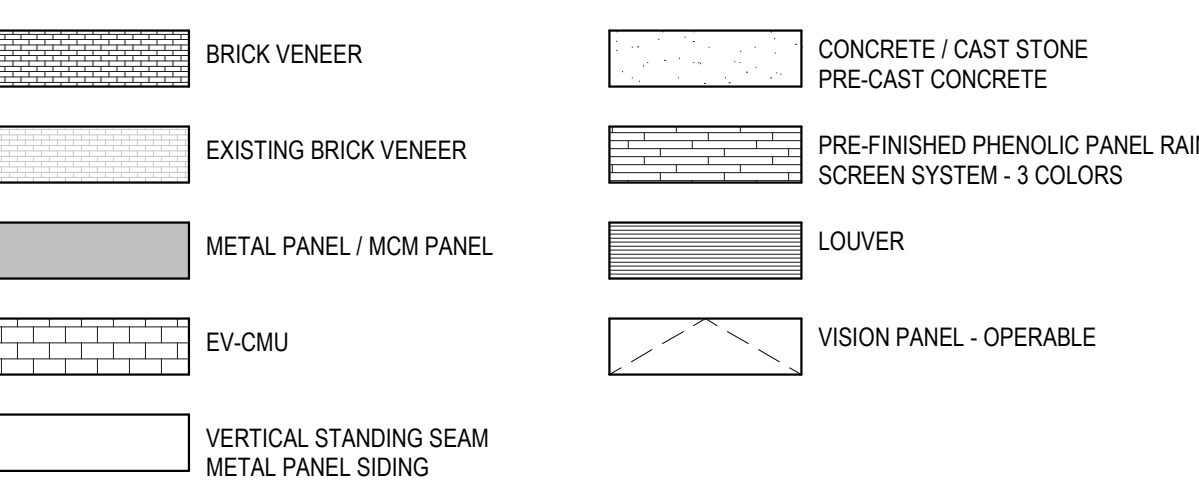 BRICK VENEER
EXISTING BRICK VENEER
METAL PANEL / MCM PANEL
EV-CMU
VERTICAL STANDING SEAM
METAL PANEL SIDING
CONCRETE / CAST STONE
PRE-CAST CONCRETE
PRE-FINISHED PHENOLIC PANEL
SCREEN SYSTEM - 3 COLORS
LOUVER
VISION PANEL - OPERABLE